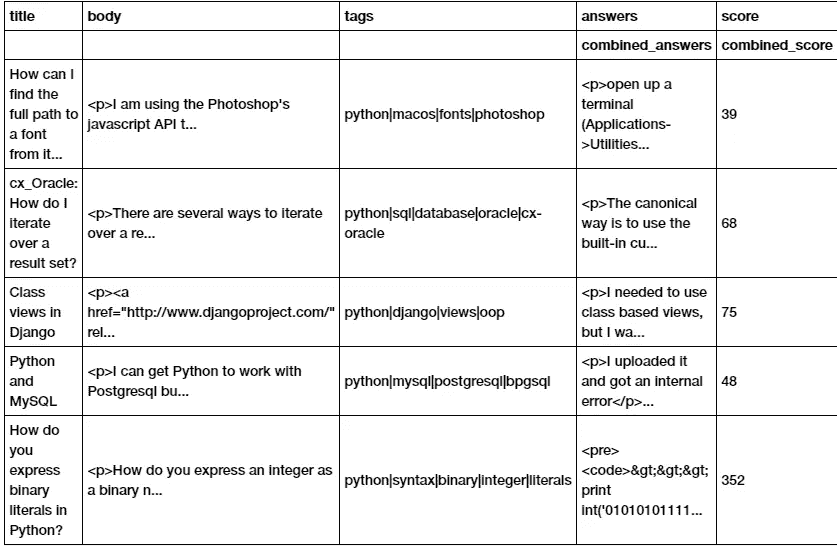 title body tags answers score
combined_answers combined_score
How can I
find the
full path to
a font
from it...
<p>I am using the Photoshop's
javascript API t...
python|macos|fonts|photoshop
<p>open up a
terminal
(Applications-
>Utilities...
39
cx_Oracle:
How do I
iterate
over a
result set?
<p>There are several ways to iterate
over a re...
python|sql|database|oracle|cx-
oracle
<p>The canonical
way is to use the
built-in cu...
68
Class
views in
Django
<p><a
href="http://www.djangoproject.com/"
rel...
python|django|views|oop
<p>I needed to use
class based views,
but I wa...
75
Python
and
MySQL
<p>I can get Python to work with
Postgresql bu...
python|mysql|postgresql|bpgsql
<p>I uploaded it
and got an internal
error</p>...
48
How do
you
express
binary
literals in
Python?
<p>How do you express an integer as
a binary n...
python|syntax|binary|integer|literals
<pre>
<code>&gt;&gt;&gt;
print
int('01010101111...
352